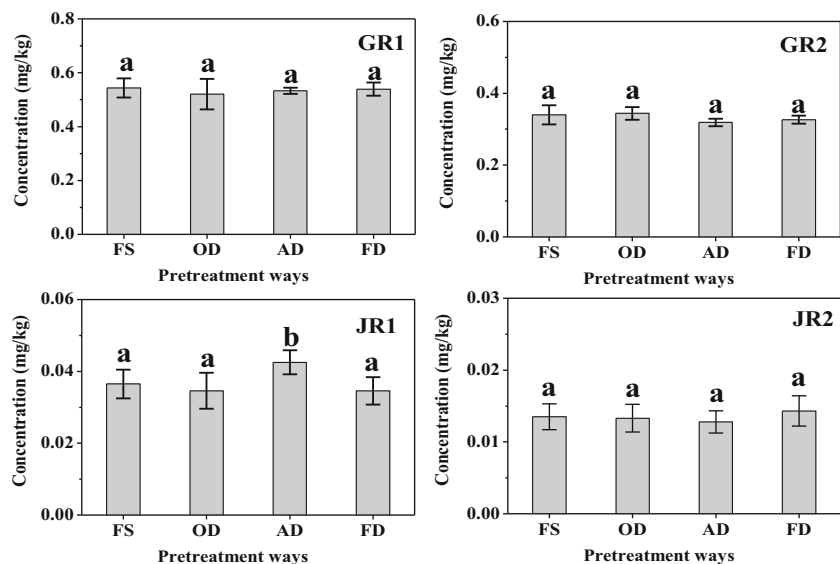 GR1
Concentration (mg/kg)
0.8
0.6
0.4
0.2
0.0
a a a a
FS OD AD FD
Pretreatment ways
GR2
Concentration (mg/kg)
0.6
0.4
0.2
0.0
a a a a
FS OD AD FD
Pretreatment ways
JR1
Concentration (mg/kg)
0.06
0.04
0.02
0.00
a a b a
FS OD AD FD
Pretreatment ways
JR2
Concentration (mg/kg)
0.03
0.02
0.01
0.00
a a a a
FS OD AD FD
Pretreatment ways